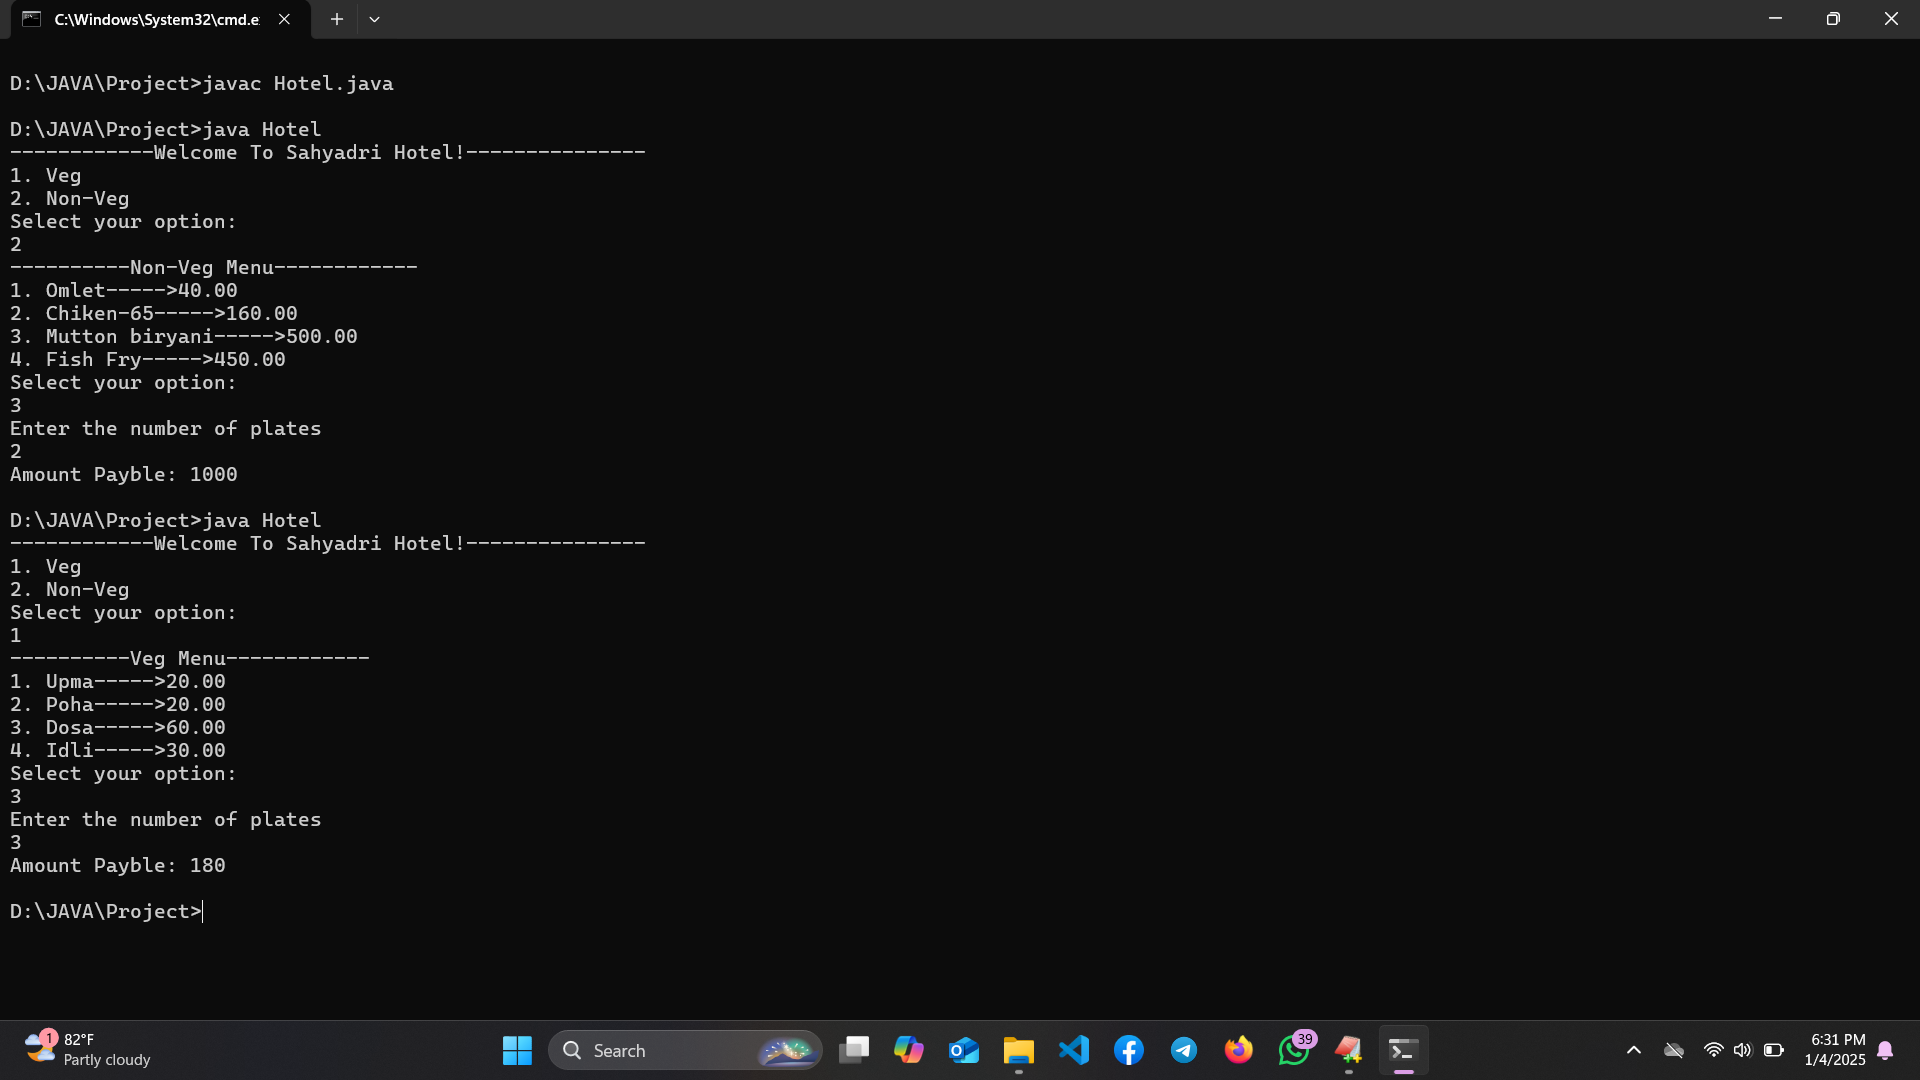 C:\Windows\System32\cmd.e
D:\JAVA\Project>javac Hotel.java
D:\JAVA\Project>java Hotel
------------Welcome To Sahyadri Hotel!---------------
1. Veg
2. Non-Veg
Select your option:
2
----------Non-Veg Menu------------
1. Omlet----->40.00
2. Chiken-65----->160.00
3. Mutton biryani----->500.00
4. Fish Fry----->450.00
Select your option:
3
Enter the number of plates
2
Amount Payble: 1000
D:\JAVA\Project>java Hotel
------------Welcome To Sahyadri Hotel!---------------
1. Veg
2. Non-Veg
Select your option:
1
----------Veg Menu------------
1. Upma----->20.00
2. Poha----->20.00
3. Dosa----->60.00
4. Idli----->30.00
Select your option:
3
Enter the number of plates
3
Amount Payble: 180
D:\JAVA\Project>
1
82°F
Partly cloudy
Search
39
6:31 PM
1/4/2025